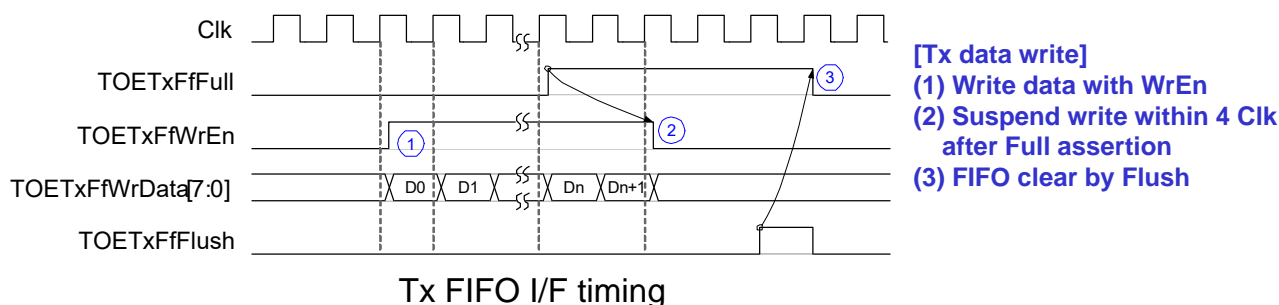 Clk
TOETxFfFull
TOETxFfWrEn
TOETxFfWrData[7:0]
TOETxFfFlush
1
2
3
D0
D1
Dn
Dn+1
[Tx data write]
(1) Write data with WrEn
(2) Suspend write within 4 Clk
after Full assertion
(3) FIFO clear by Flush
Tx FIFO I/F timing